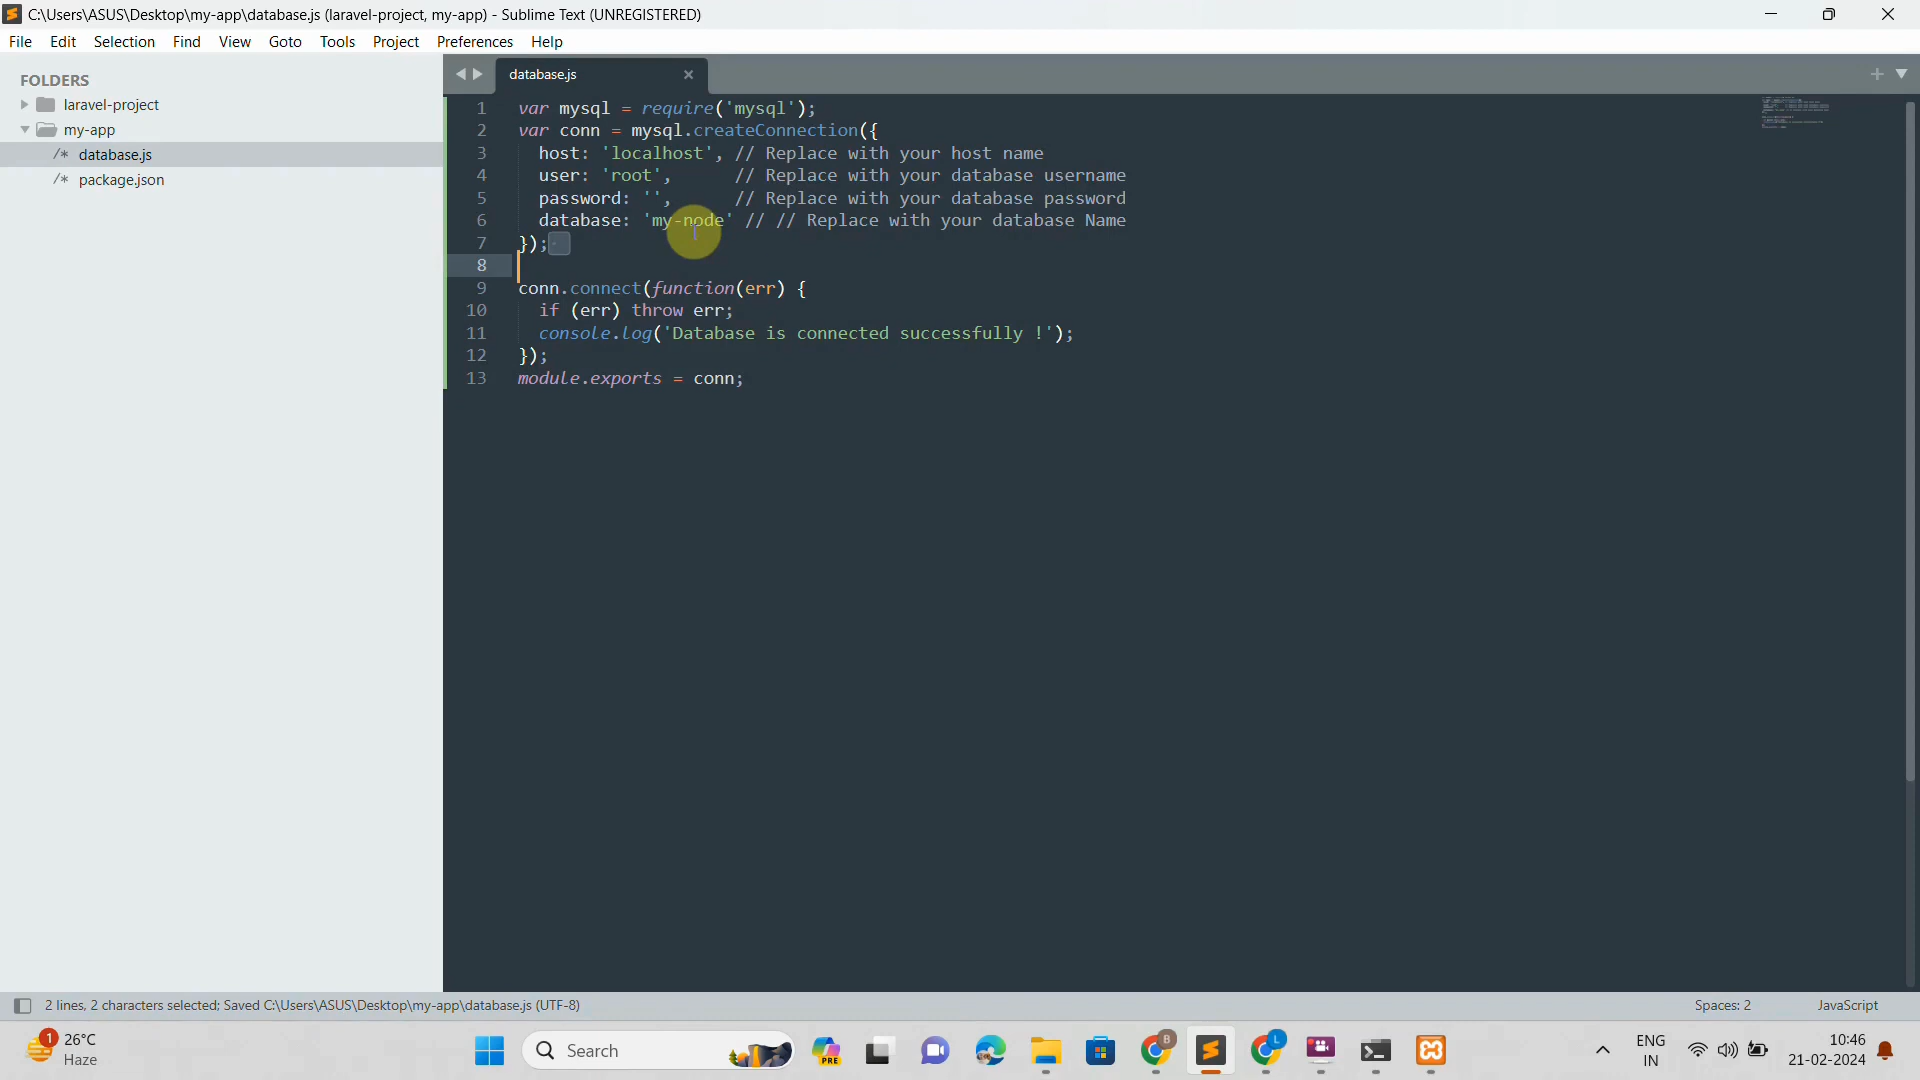 C:\Users\ASUS\Desktop\my-app\database.js (laravel-project, my-app) - Sublime Text (UNREGISTERED)
File Edit Selection Find View Goto Tools Project Preferences Help
FOLDERS
laravel-project
my-app
/* database.js
/* package.json
database.js
1 var mysql = require('mysql');
2 var conn = mysql.createConnection({
3 host: 'localhost', // Replace with your host name
4 user: 'root', // Replace with your database username
5 password: '', // Replace with your database password
6 database: 'my-node' // // Replace with your database Name
7 });
8
9 conn.connect(function(err) {
10 if (err) throw err;
11 console.log('Database is connected successfully !');
12 });
13 module.exports = conn;
2 lines, 2 characters selected; Saved C:\Users\ASUS\Desktop\my-app\database.js (UTF-8)
Spaces: 2
JavaScript
1
26°C
Haze
Search
PRE
B
L
ENG
IN
10:46
21-02-2024